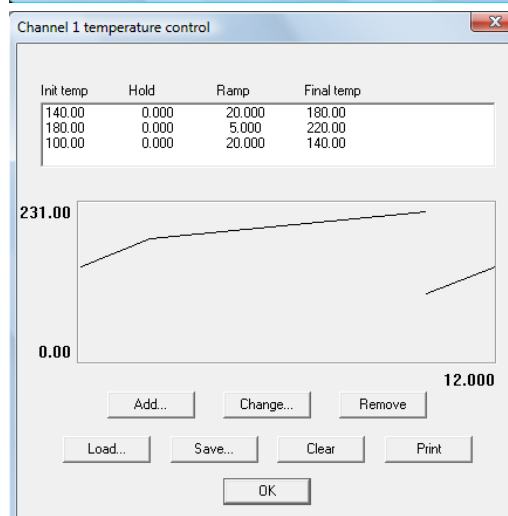 Channel 1 temperature control
Init temp Hold Ramp Final temp
140.00 0.000 20.000 180.00
180.00 0.000 5.000 220.00
100.00 0.000 20.000 140.00
231.00
0.00
12.000
Add... Change... Remove
Load... Save... Clear Print
OK